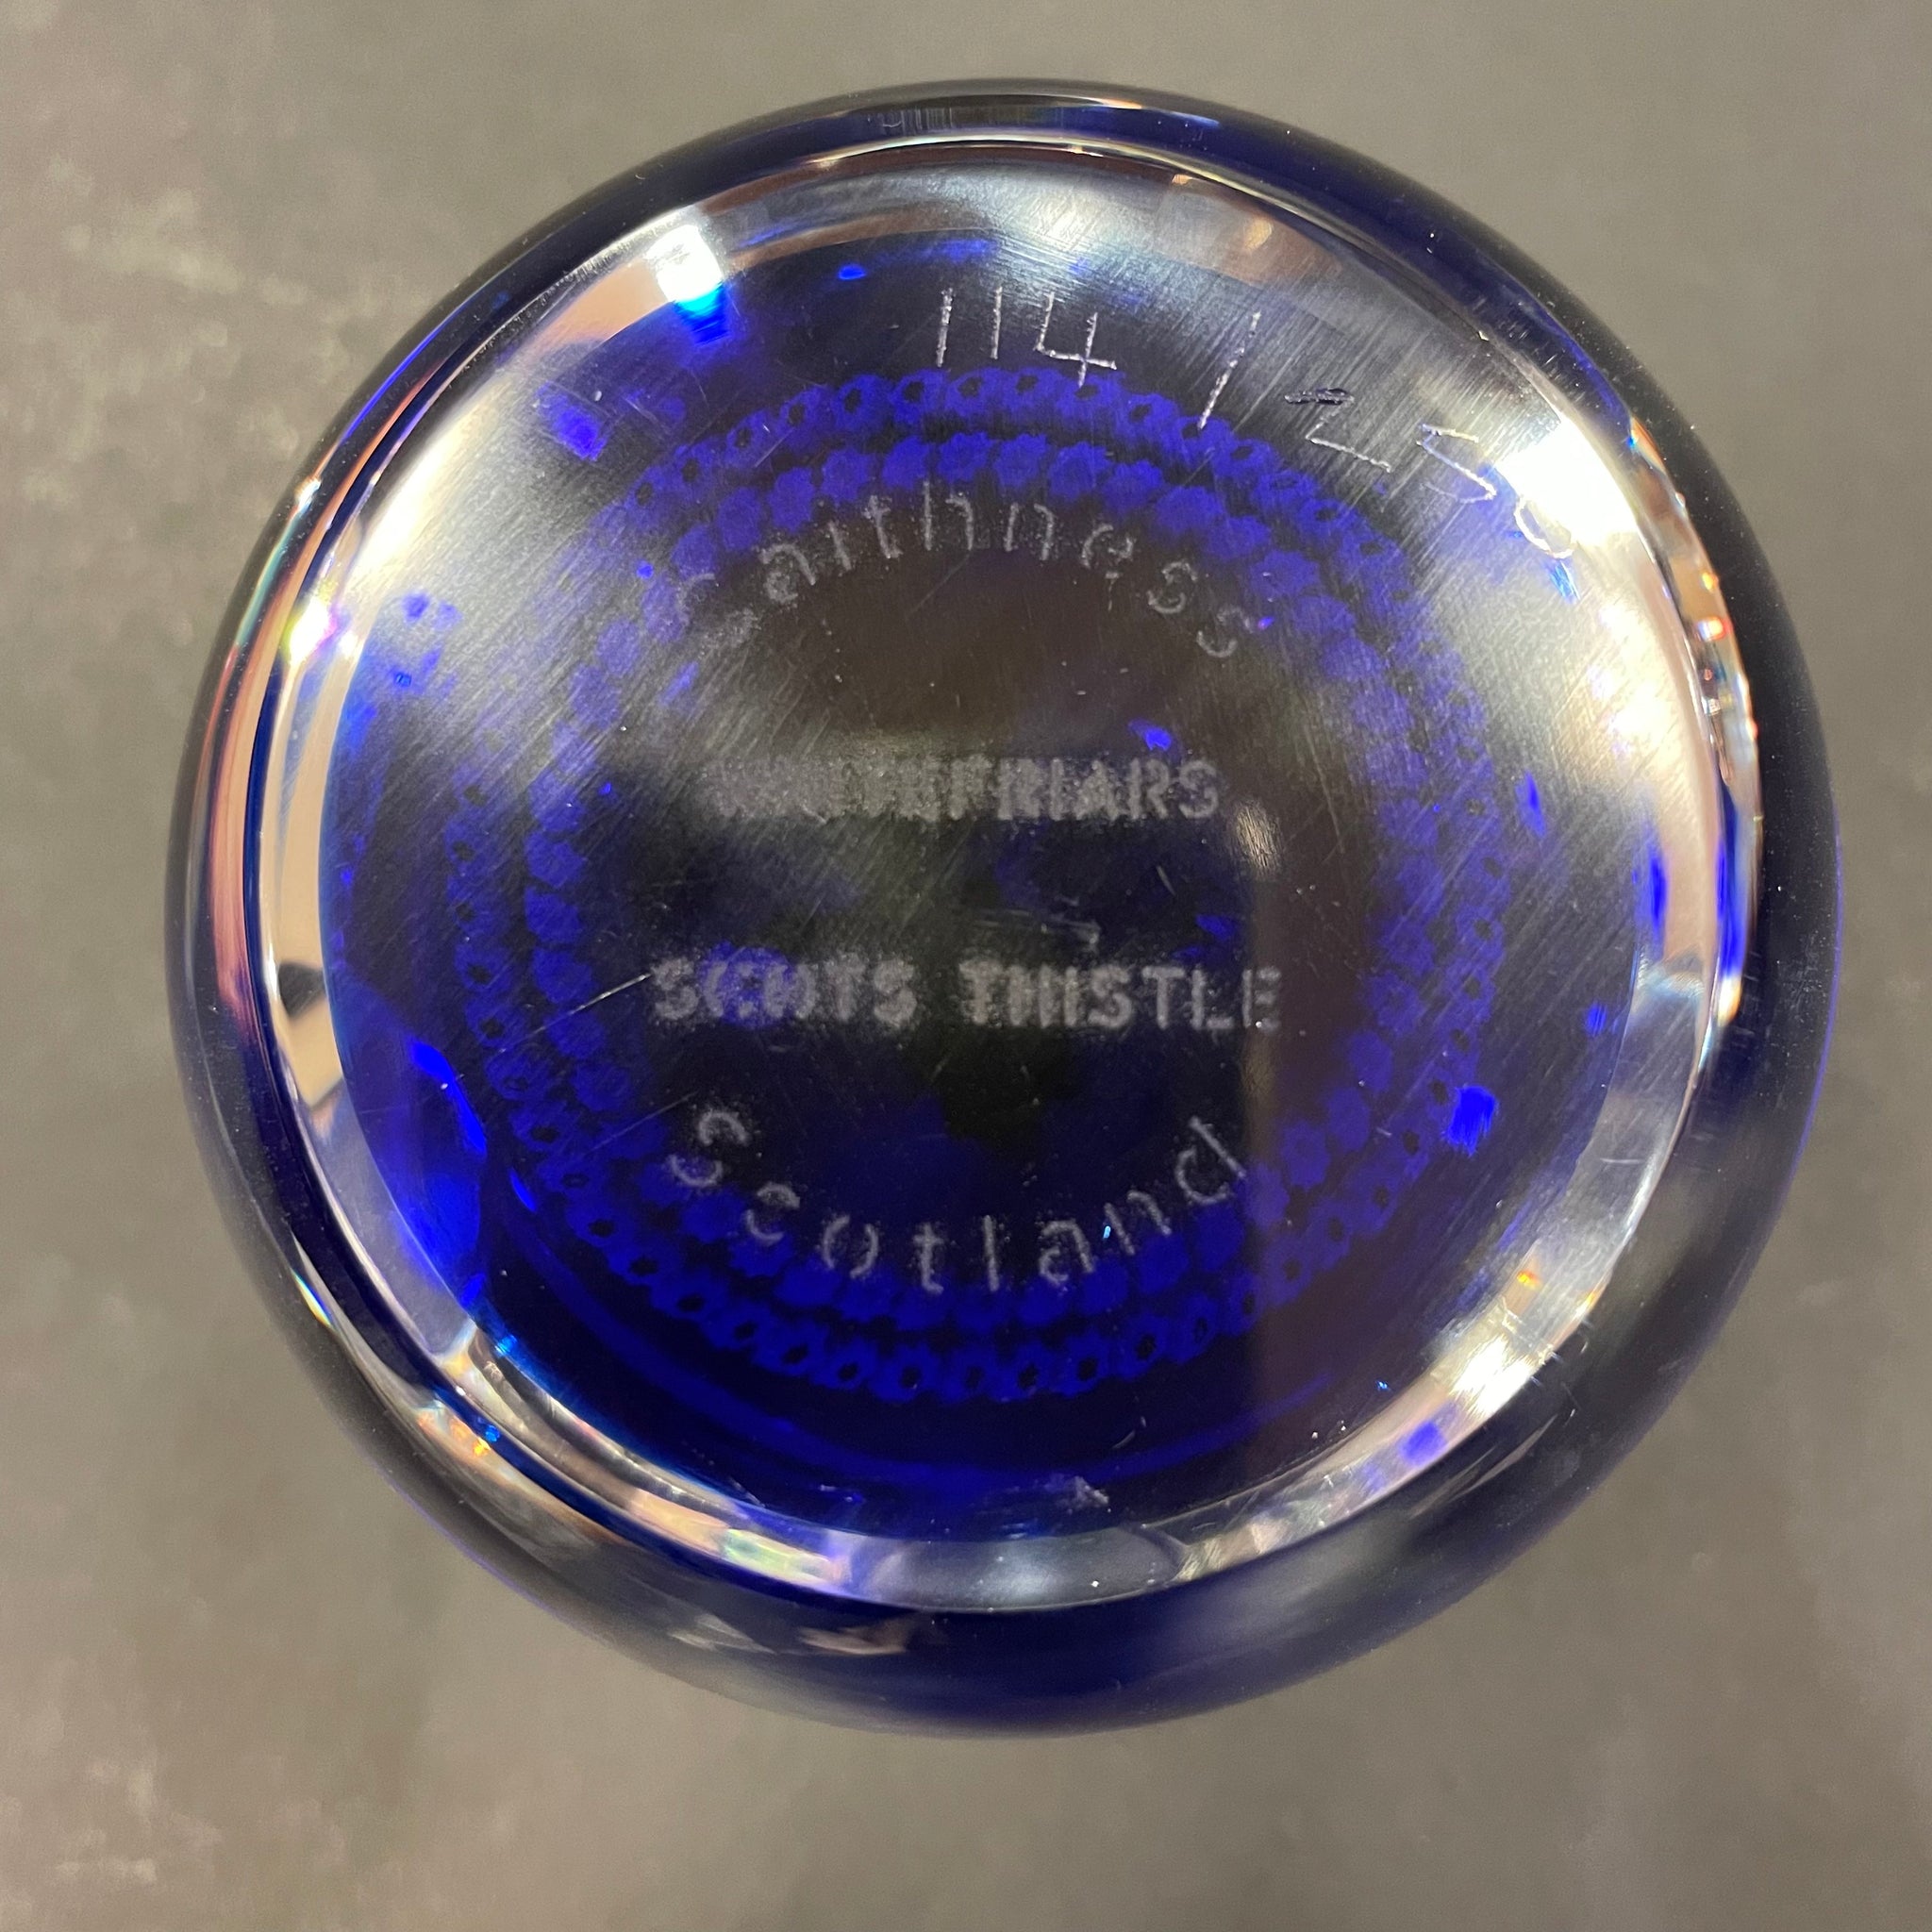 114/250
Caithness
WHITEFRIARS
SCOTS THISTLE
Scotland